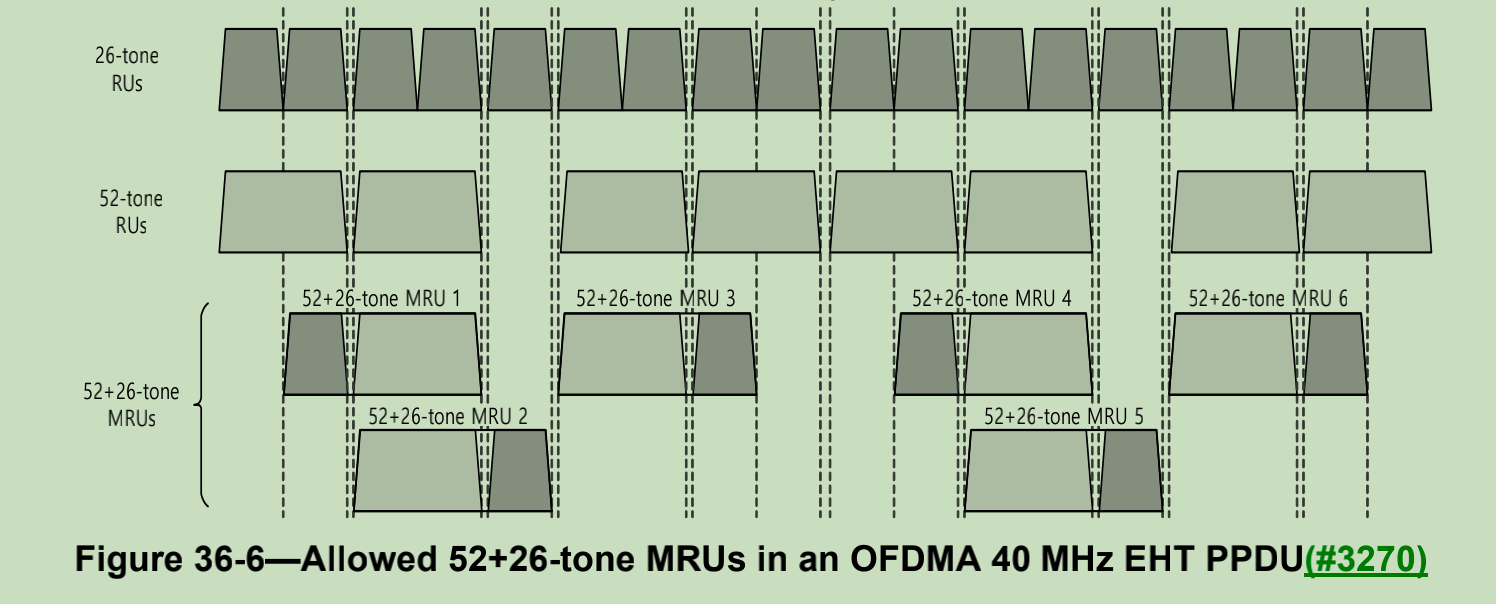 26-tone
RUs
52-tone
RUs
52+26-tone MRU 1
52+26-tone MRU 3
52+26-tone MRU 4
52+26-tone MRU 6
52+26-tone
MRUs
52+26-tone MRU 2
52+26-tone MRU 5
Figure 36-6—Allowed 52+26-tone MRUs in an OFDMA 40 MHz EHT PPDU(#3270)